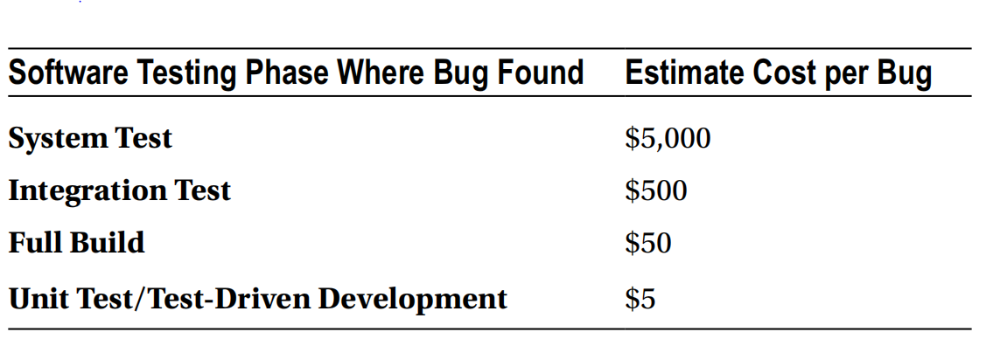 Software Testing Phase Where Bug Found Estimate Cost per Bug
System Test $5,000
Integration Test $500
Full Build $50
Unit Test/Test-Driven Development $5